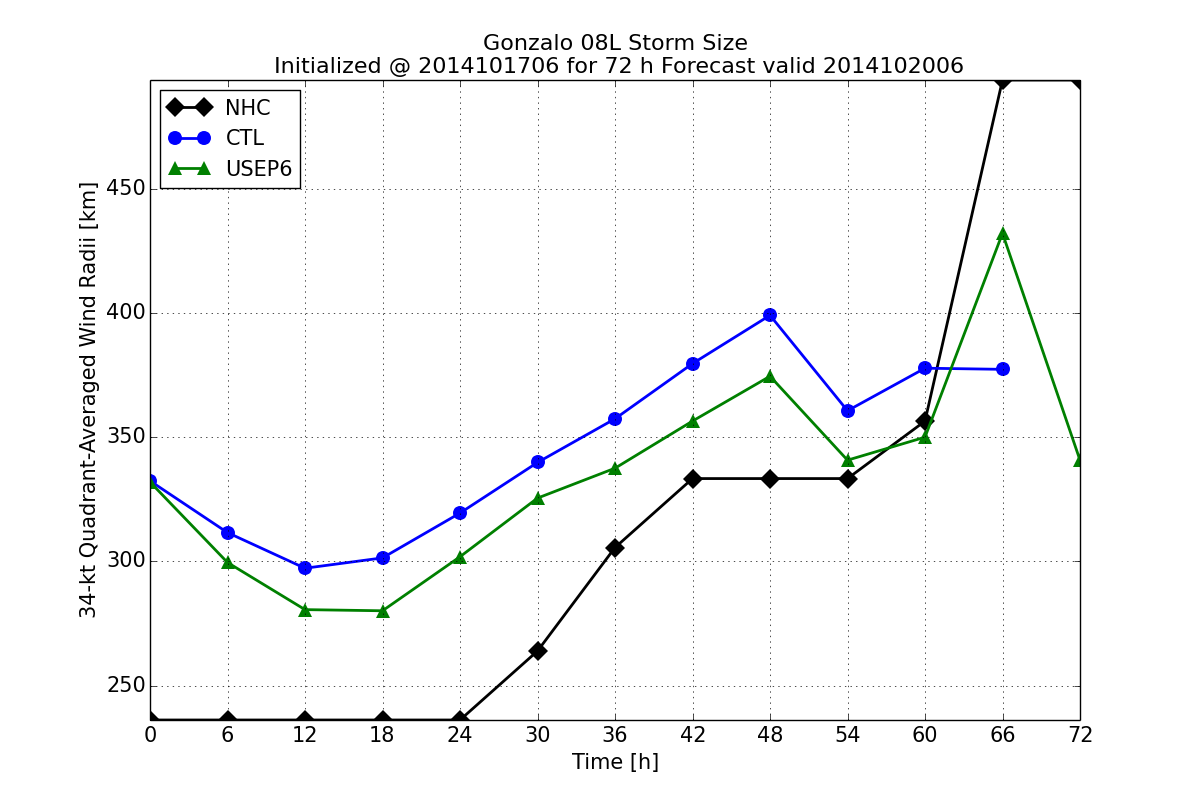 Gonzalo 08L Storm Size
Initialized @ 2014101706 for 72 h Forecast valid 2014102006
NHC
CTL
USEP6
34-kt Quadrant-Averaged Wind Radii [km]
450
400
350
300
250
0 6 12 18 24 30 36 42 48 54 60 66 72
Time [h]